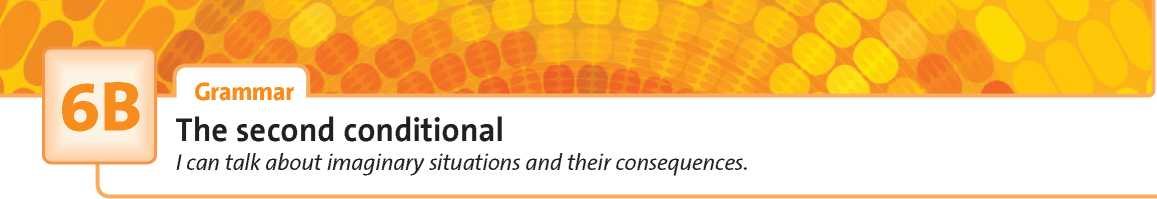 6B
Grammar
The second conditional
I can talk about imaginary situations and their consequences.